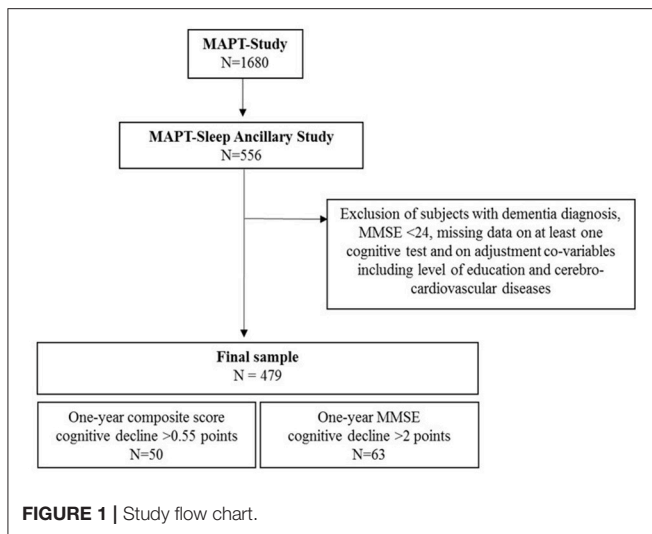 MAPT-Study
N=1680
MAPT-Sleep Ancillary Study
N=556
Exclusion of subjects with dementia diagnosis,
MMSE <24, missing data on at least one
cognitive test and on adjustment co-variables
including level of education and cerebro-
cardiovascular diseases
Final sample
N = 479
One-year composite score
cognitive decline >0.55 points
N=50
One-year MMSE
cognitive decline >2 points
N=63
FIGURE 1 | Study flow chart.